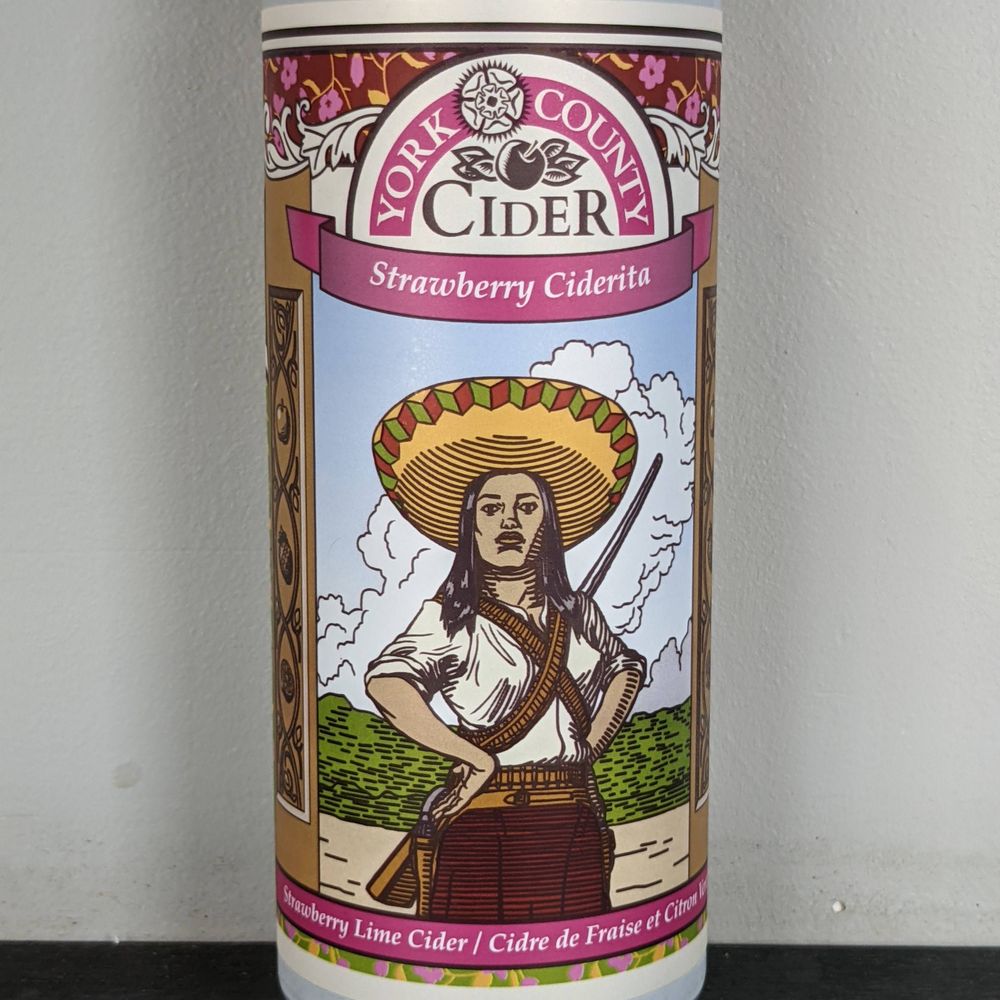 YORK COUNTY
CIDER
Strawberry Ciderita
Strawberry Lime Cider / Cidre de Fraise et Citron